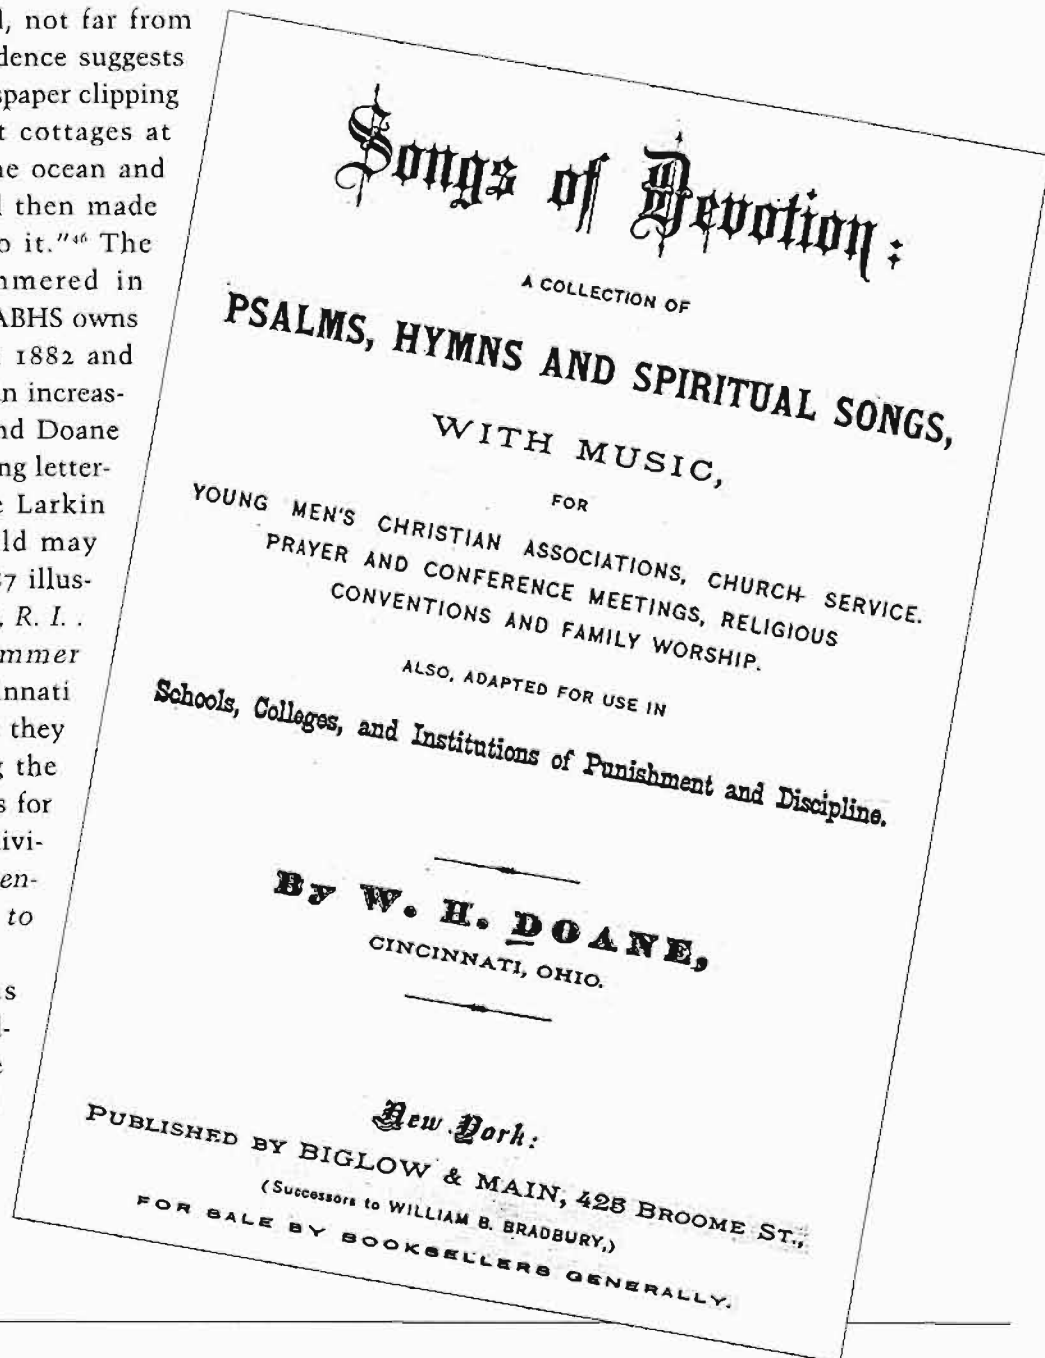 , not far from
dence suggests
spaper clipping
t cottages at
ne ocean and
then made
o it."46 The
nmered in
ABHS owns
1882 and
n increas-
nd Doane
ng letter-
e Larkin
ld may
37 illus-
, R. I. .
mmer
nnati
they
g the
s for
ivi-
en-
to
s
Songs of Devotion:
A COLLECTION OF
PSALMS, HYMNS AND SPIRITUAL SONGS,
WITH MUSIC,
FOR
YOUNG MEN'S CHRISTIAN ASSOCIATIONS, CHURCH SERVICE.
PRAYER AND CONFERENCE MEETINGS, RELIGIOUS
CONVENTIONS AND FAMILY WORSHIP.
ALSO, ADAPTED FOR USE IN
Schools, Colleges, and Institutions of Punishment and Discipline.
By W. H. DOANE,
CINCINNATI, OHIO.
New York:
PUBLISHED BY BIGLOW & MAIN, 425 BROOME ST.,
(Successors to WILLIAM B. BRADBURY,)
FOR SALE BY BOOKSELLERS GENERALLY.